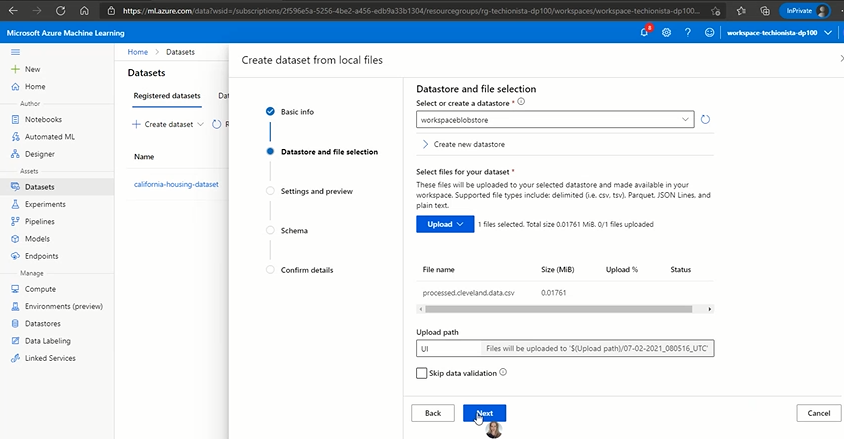 https://ml.azure.com/data?wsid=/subscriptions/2f596e5a-5256-4be2-a456-edb9a33b1304/resourcegroups/rg-techionista-dp100/workspaces/workspace-techionista-dp100...
InPrivate
Microsoft Azure Machine Learning
8
workspace-techionista-dp100
New
Home
Author
Notebooks
Automated ML
Designer
Assets
Datasets
Experiments
Pipelines
Models
Endpoints
Manage
Compute
Environments (preview)
Datastores
Data Labeling
Linked Services
Home > Datasets
Datasets
Registered datasets Dat
Create dataset R
Name
california-housing-dataset
Create dataset from local files
Basic info
Datastore and file selection
Settings and preview
Schema
Confirm details
Datastore and file selection
Select or create a datastore *
workspaceblobstore
Create new datastore
Select files for your dataset *
These files will be uploaded to your selected datastore and made available in your
workspace. Supported file types include: delimited (i.e. csv, tsv), Parquet, JSON Lines, and
plain text.
Upload 1 files selected. Total size 0.01761 MiB. 0/1 files uploaded
File name Size (MiB) Upload % Status
processed.cleveland.data.csv 0.01761
Upload path
UI Files will be uploaded to '$(Upload path)/07-02-2021_080516_UTC'
Skip data validation
Back Next Cancel